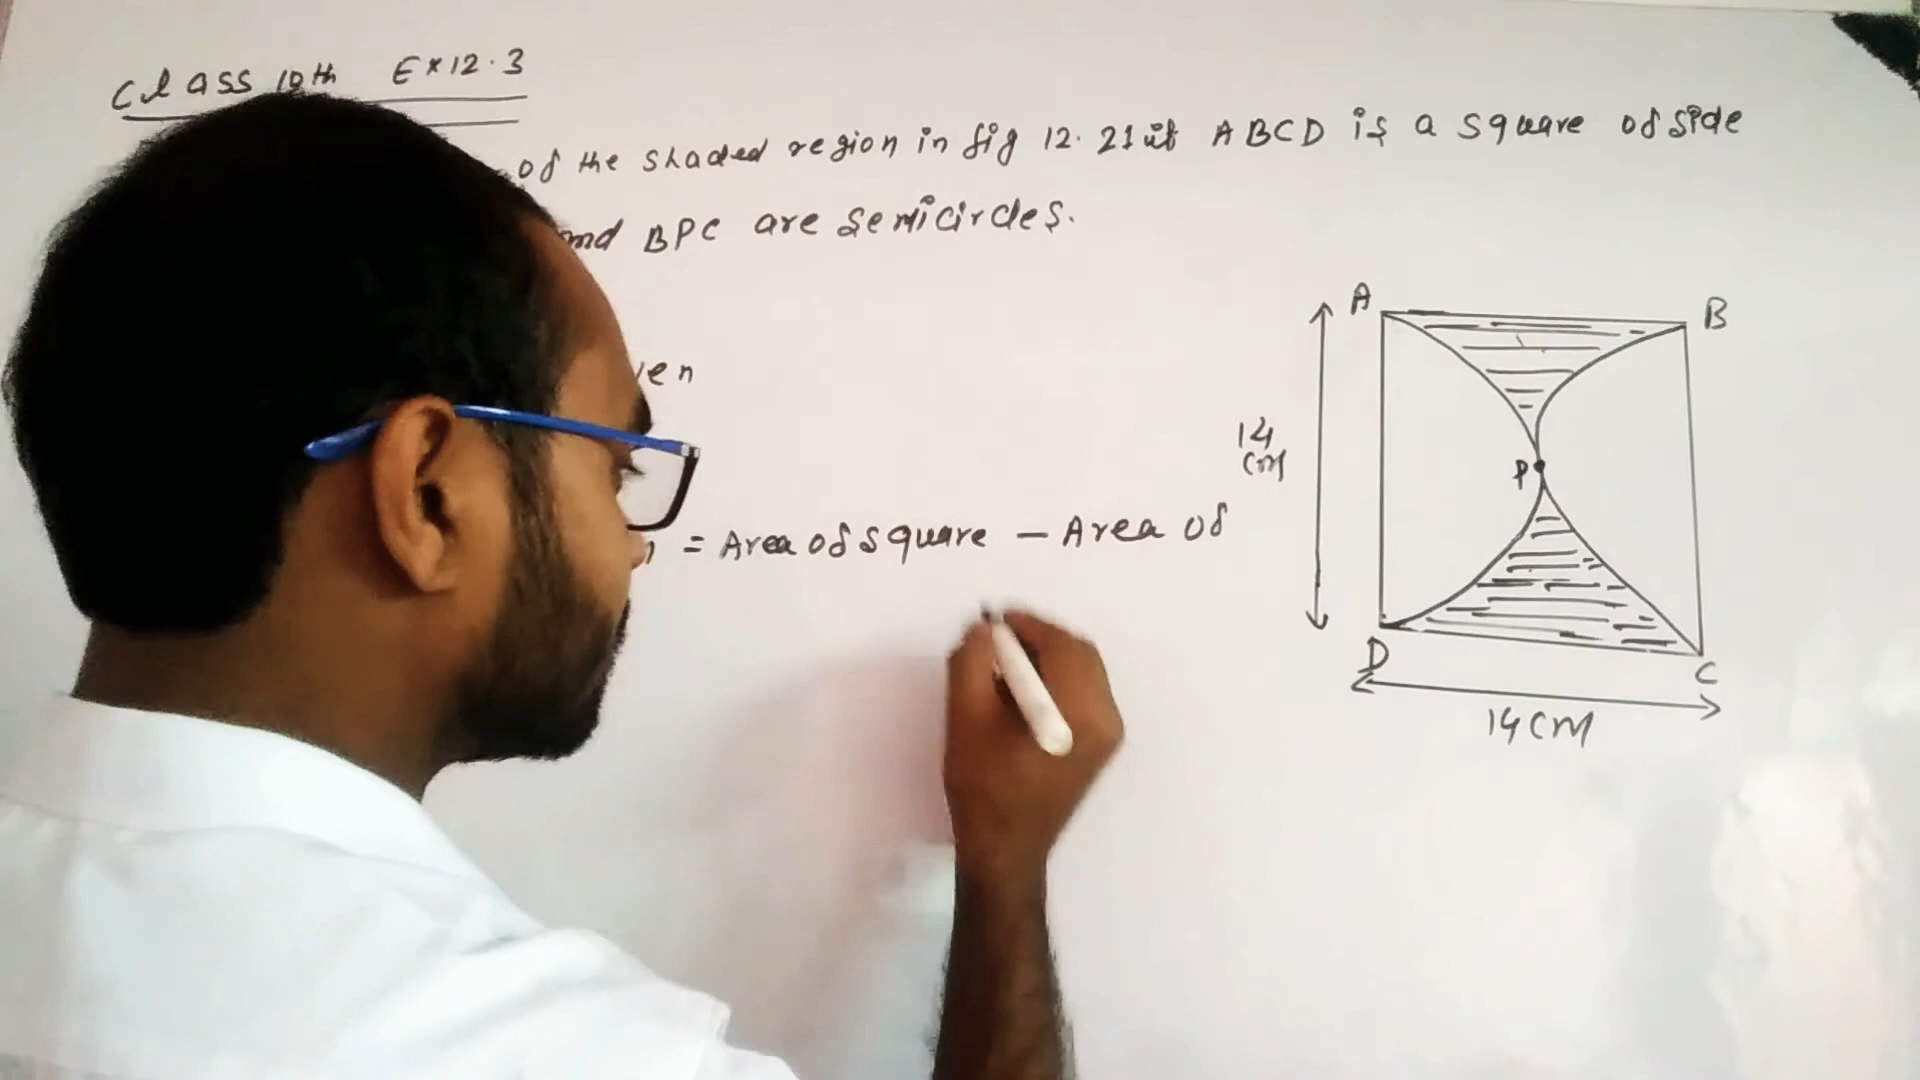 Class 10th Ex 12.3
of the shaded region in fig 12.21 if ABCD is a square of side
and BPC are semicircles.
= Area of square - Area of
A
B
14
cm
P
D
C
14 cm